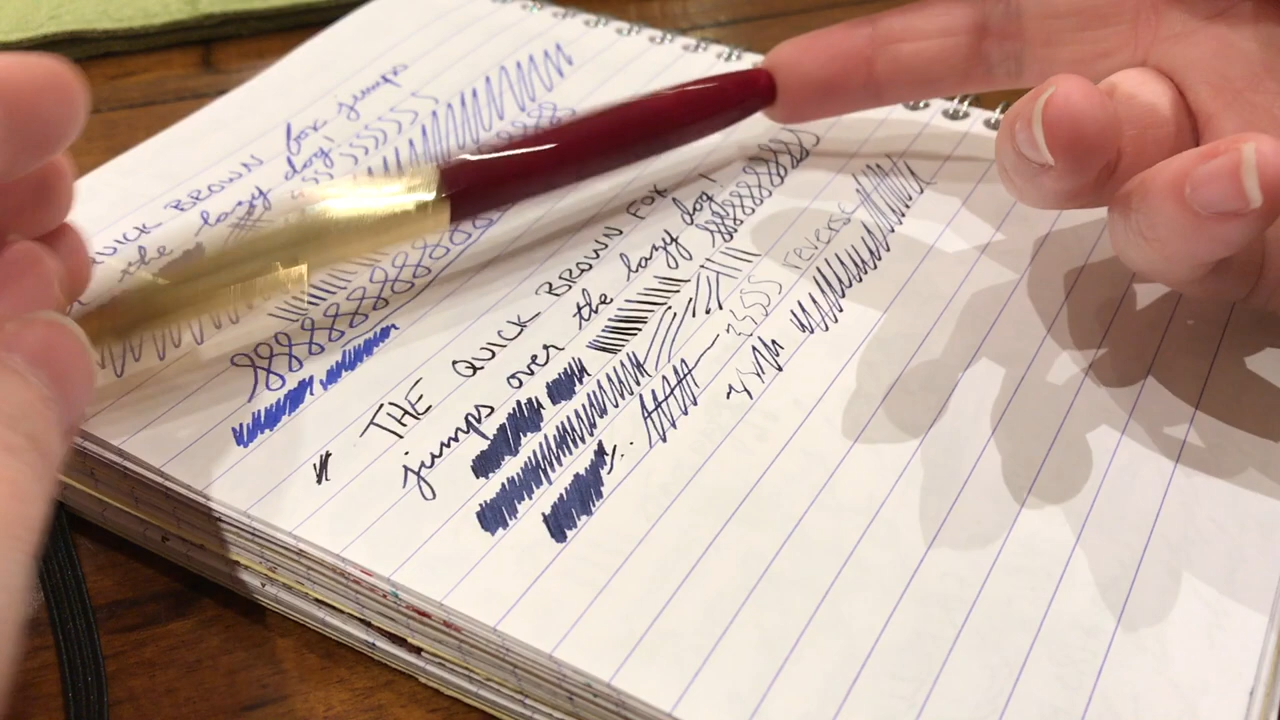 QUICK BROWN fox jumps
the lazy dog!
THE QUICK BROWN FOX
jumps over the lazy dog!
reverse